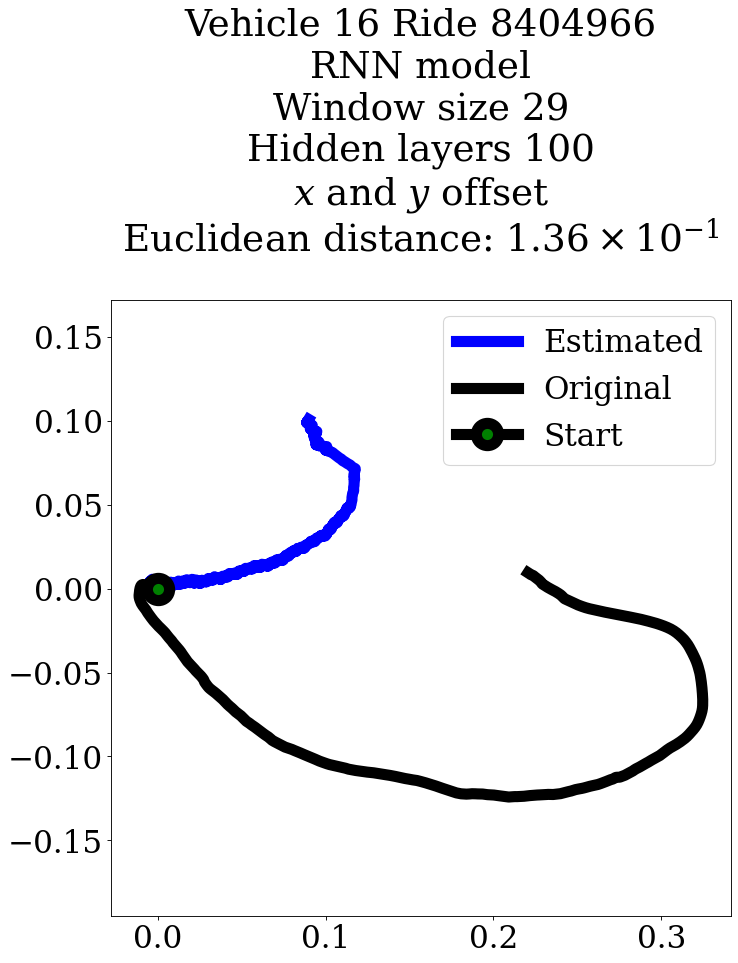 Vehicle 16 Ride 8404966
RNN model
Window size 29
Hidden layers 100
x and y offset
Euclidean distance: 1.36 × 10⁻¹
Estimated
Original
Start
0.15
0.10
0.05
0.00
−0.05
−0.10
−0.15
0.0 0.1 0.2 0.3